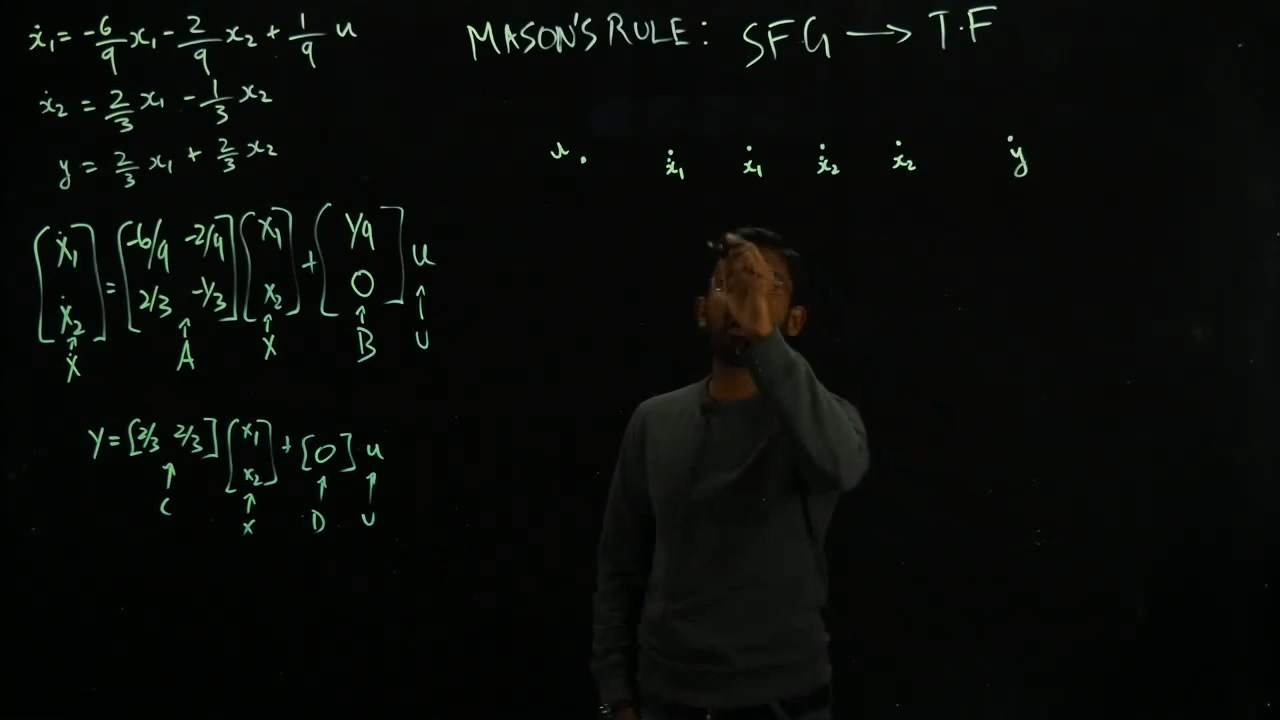 ẋ₁ = -6/9 x₁ - 2/9 x₂ + 1/9 u
ẋ₂ = 2/3 x₁ - 1/3 x₂
y = 2/3 x₁ + 2/3 x₂
[Ẋ₁ Ẋ₂] = [-6/9 -2/9 2/3 -1/3] [X₁ X₂] + [1/9 0] u
Ẋ A X B U
Y = [2/3 2/3] [x₁ x₂] + [0] u
C X D U
MASON'S RULE: SFG → T.F
u . ẋ₁ x₁ ẋ₂ x₂ y